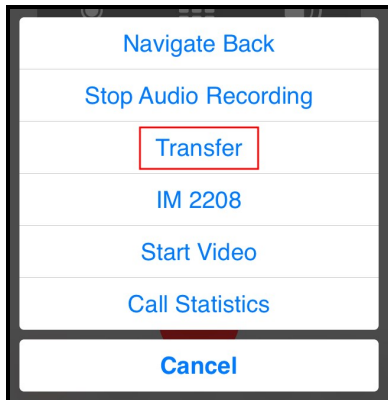 Navigate Back
Stop Audio Recording
Transfer
IM 2208
Start Video
Call Statistics
Cancel